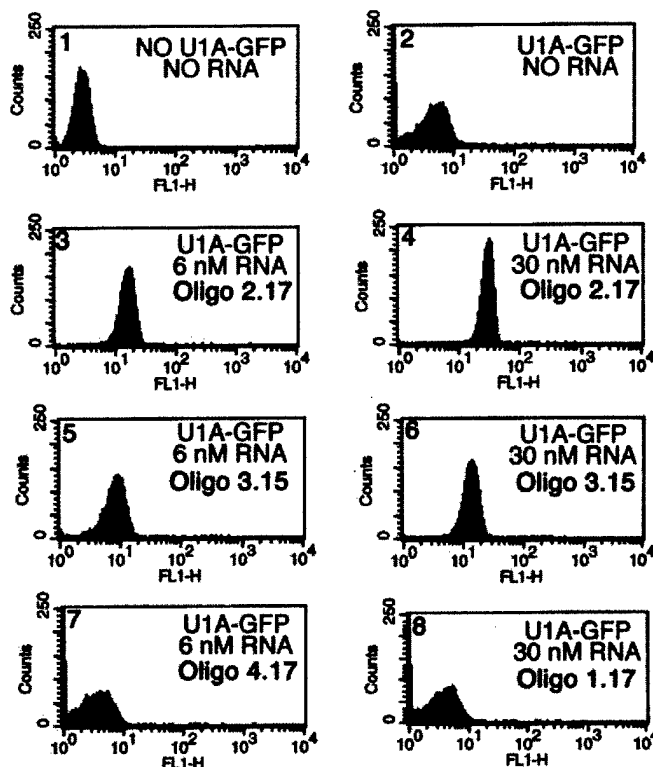 1
NO U1A-GFP
NO RNA
250
Counts
0
10^0 10^1 10^2 10^3 10^4
FL1-H
2
U1A-GFP
NO RNA
250
Counts
0
10^0 10^1 10^2 10^3 10^4
FL1-H
3
U1A-GFP
6 nM RNA
Oligo 2.17
250
Counts
0
10^0 10^1 10^2 10^3 10^4
FL1-H
4
U1A-GFP
30 nM RNA
Oligo 2.17
250
Counts
0
10^0 10^1 10^2 10^3 10^4
FL1-H
5
U1A-GFP
6 nM RNA
Oligo 3.15
250
Counts
0
10^0 10^1 10^2 10^3 10^4
FL1-H
6
U1A-GFP
30 nM RNA
Oligo 3.15
250
Counts
0
10^0 10^1 10^2 10^3 10^4
FL1-H
7
U1A-GFP
6 nM RNA
Oligo 4.17
250
Counts
0
10^0 10^1 10^2 10^3 10^4
FL1-H
8
U1A-GFP
30 nM RNA
Oligo 1.17
250
Counts
0
10^0 10^1 10^2 10^3 10^4
FL1-H